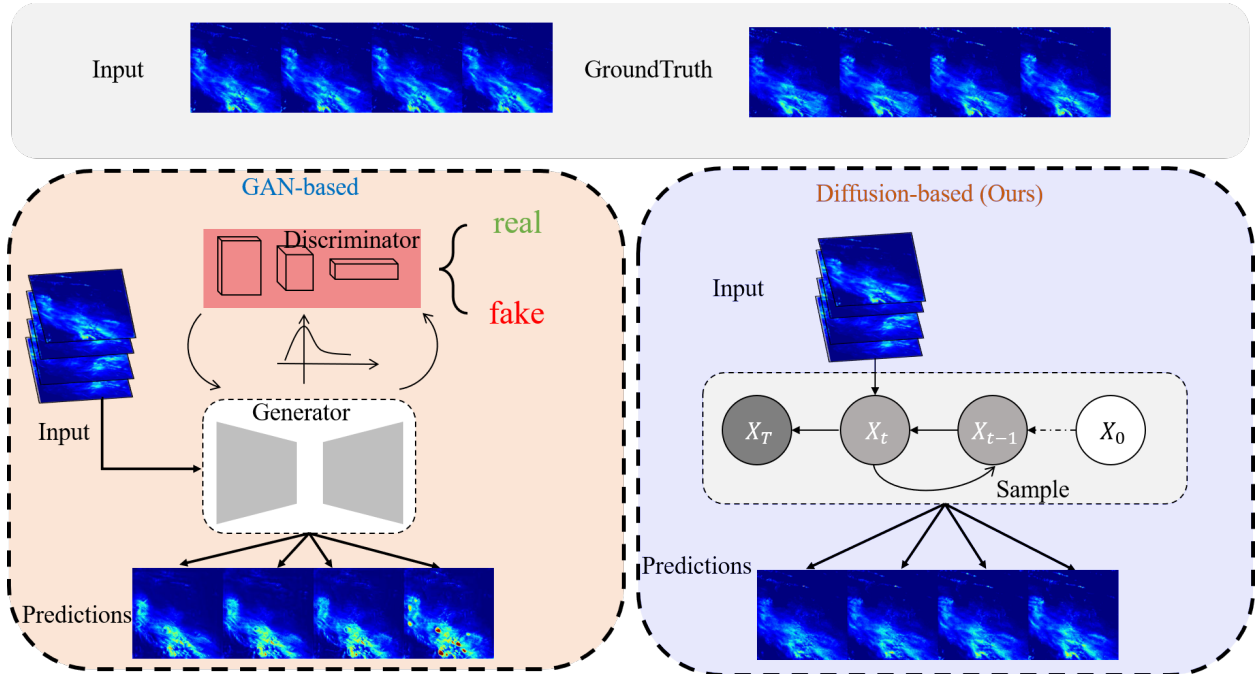 Input
GroundTruth
GAN-based
Discriminator
real
fake
Input
Generator
Predictions
Diffusion-based (Ours)
Input
X_T
X_t
X_{t-1}
X_0
Sample
Predictions